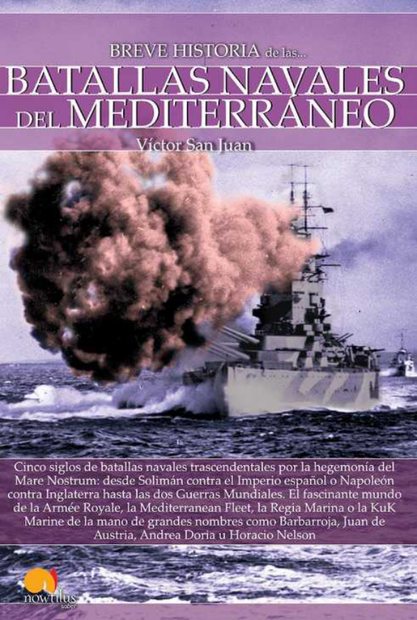 BREVE HISTORIA de las...
BATALLAS NAVALES
DEL MEDITERRÁNEO
Víctor San Juan
Cinco siglos de batallas navales trascendentales por la hegemonía del
Mare Nostrum: desde Solimán contra el Imperio español o Napoleón
contra Inglaterra hasta las dos Guerras Mundiales. El fascinante mundo
de la Armée Royale, la Mediterranean Fleet, la Regia Marina o la KuK
Marine de la mano de grandes nombres como Barbarroja, Juan de
Austria, Andrea Doria u Horacio Nelson
nowtilus
saber